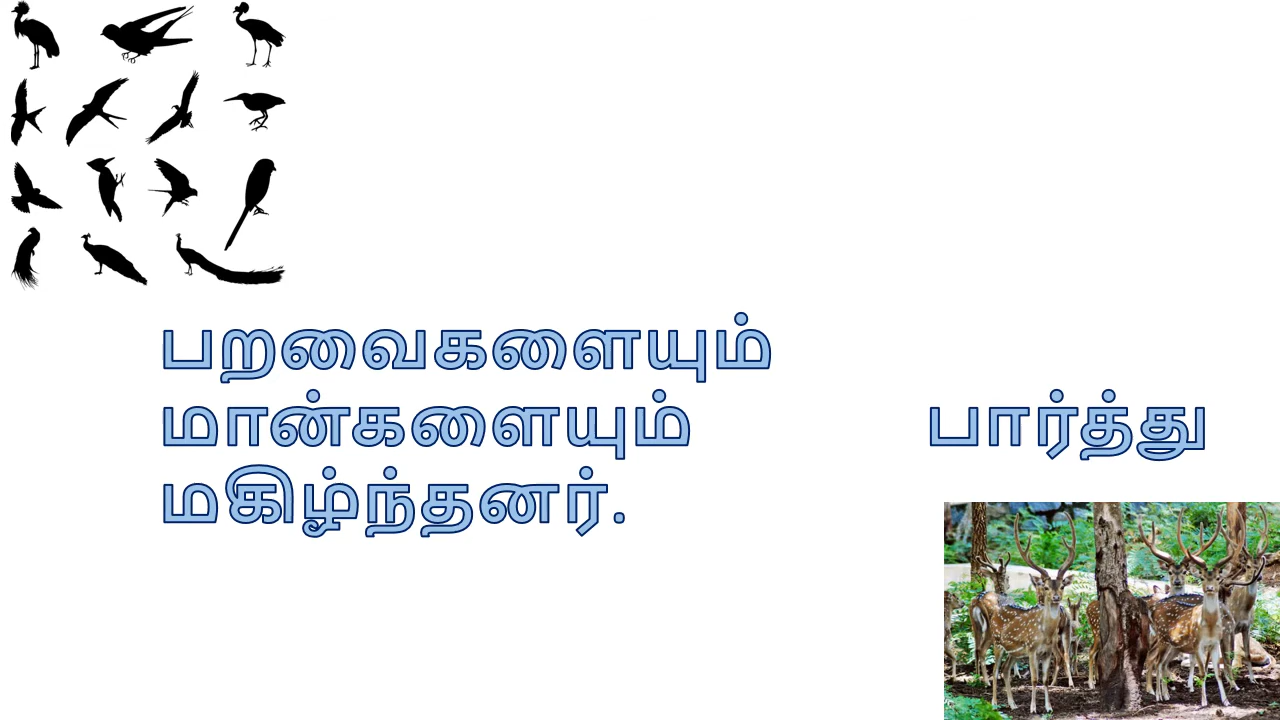 பறவைகளையும்
மான்களையும் பார்த்து
மகிழ்ந்தனர்.